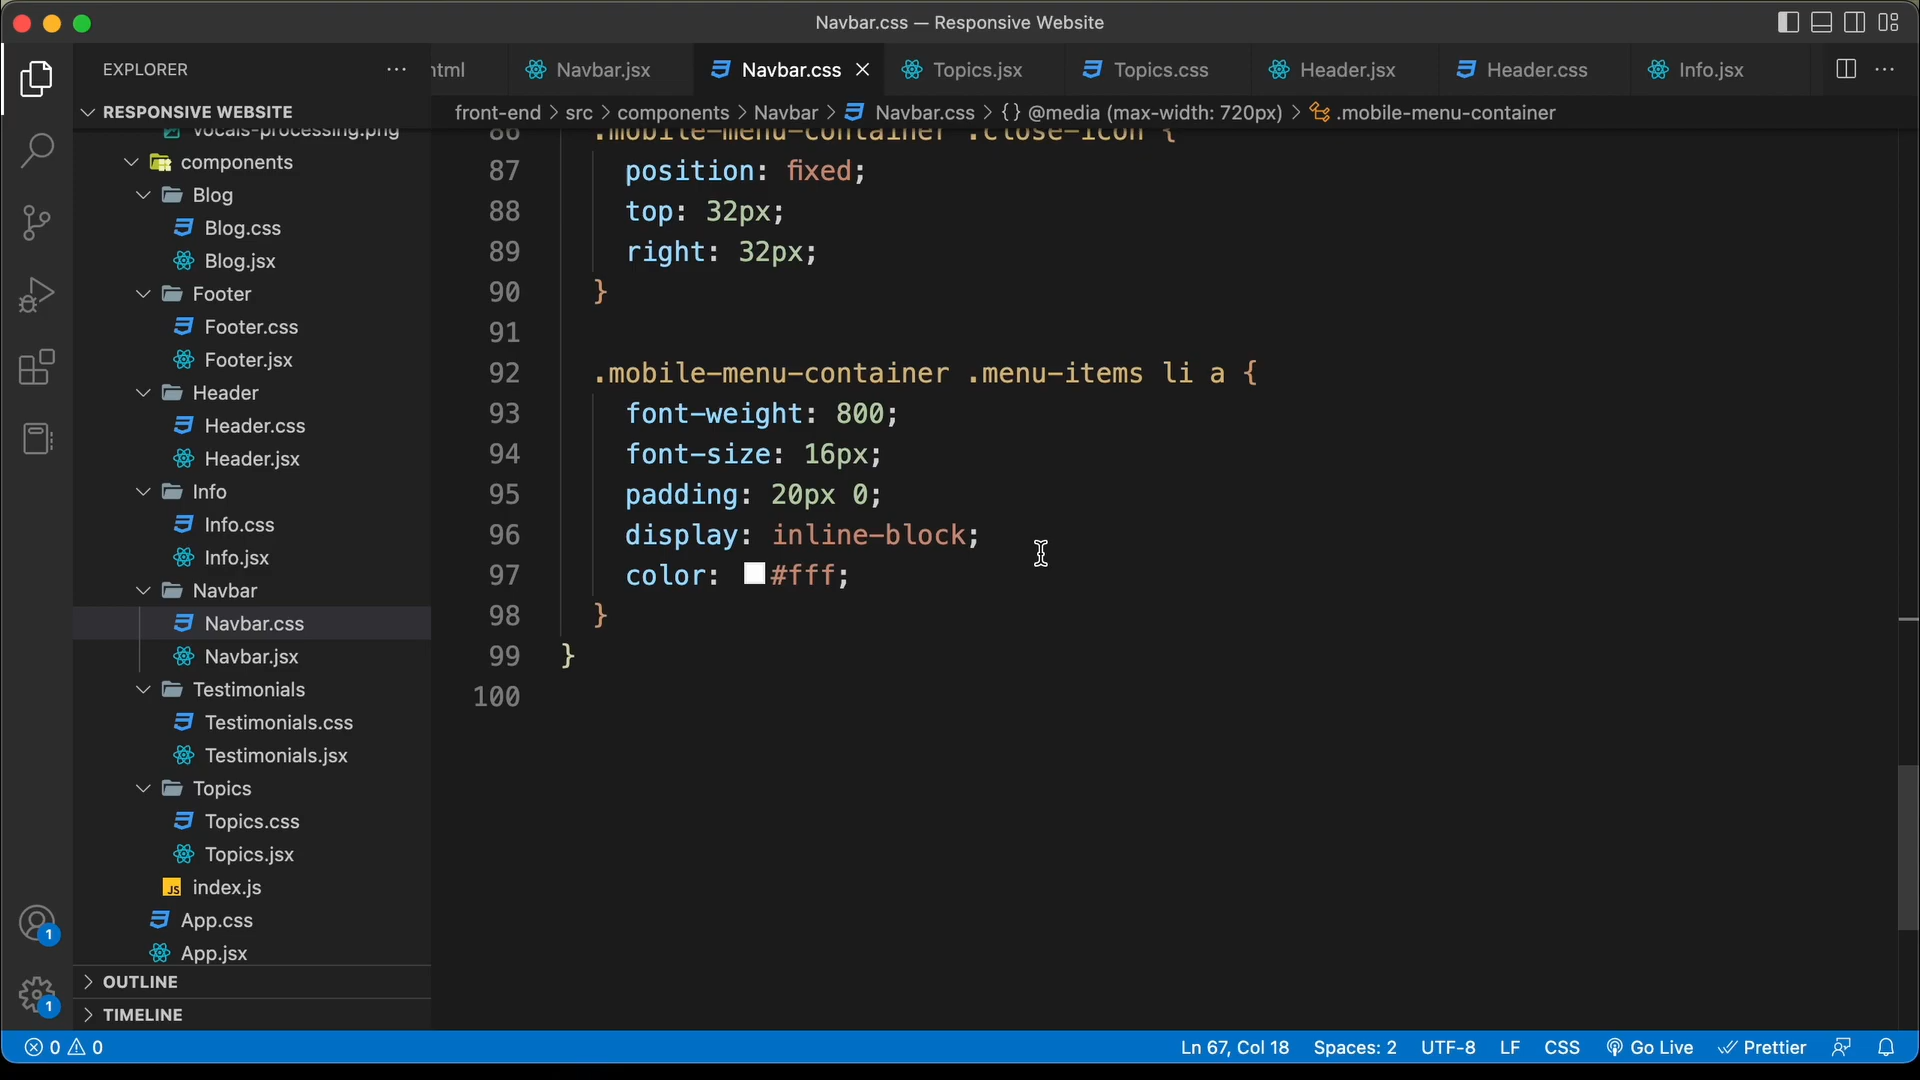 Navbar.css — Responsive Website
EXPLORER
RESPONSIVE WEBSITE
vocals-processing.png
components
Blog
Blog.css
Blog.jsx
Footer
Footer.css
Footer.jsx
Header
Header.css
Header.jsx
Info
Info.css
Info.jsx
Navbar
Navbar.css
Navbar.jsx
Testimonials
Testimonials.css
Testimonials.jsx
Topics
Topics.css
Topics.jsx
JS index.js
App.css
App.jsx
OUTLINE
TIMELINE
1
1
html Navbar.jsx Navbar.css Topics.jsx Topics.css Header.jsx Header.css Info.jsx
front-end > src > components > Navbar > Navbar.css > {} @media (max-width: 720px) > .mobile-menu-container
86 .mobile-menu-container .close-icon {
87 position: fixed;
88 top: 32px;
89 right: 32px;
90 }
91
92 .mobile-menu-container .menu-items li a {
93 font-weight: 800;
94 font-size: 16px;
95 padding: 20px 0;
96 display: inline-block;
97 color: #fff;
98 }
99 }
100
0 0 Ln 67, Col 18 Spaces: 2 UTF-8 LF CSS Go Live Prettier